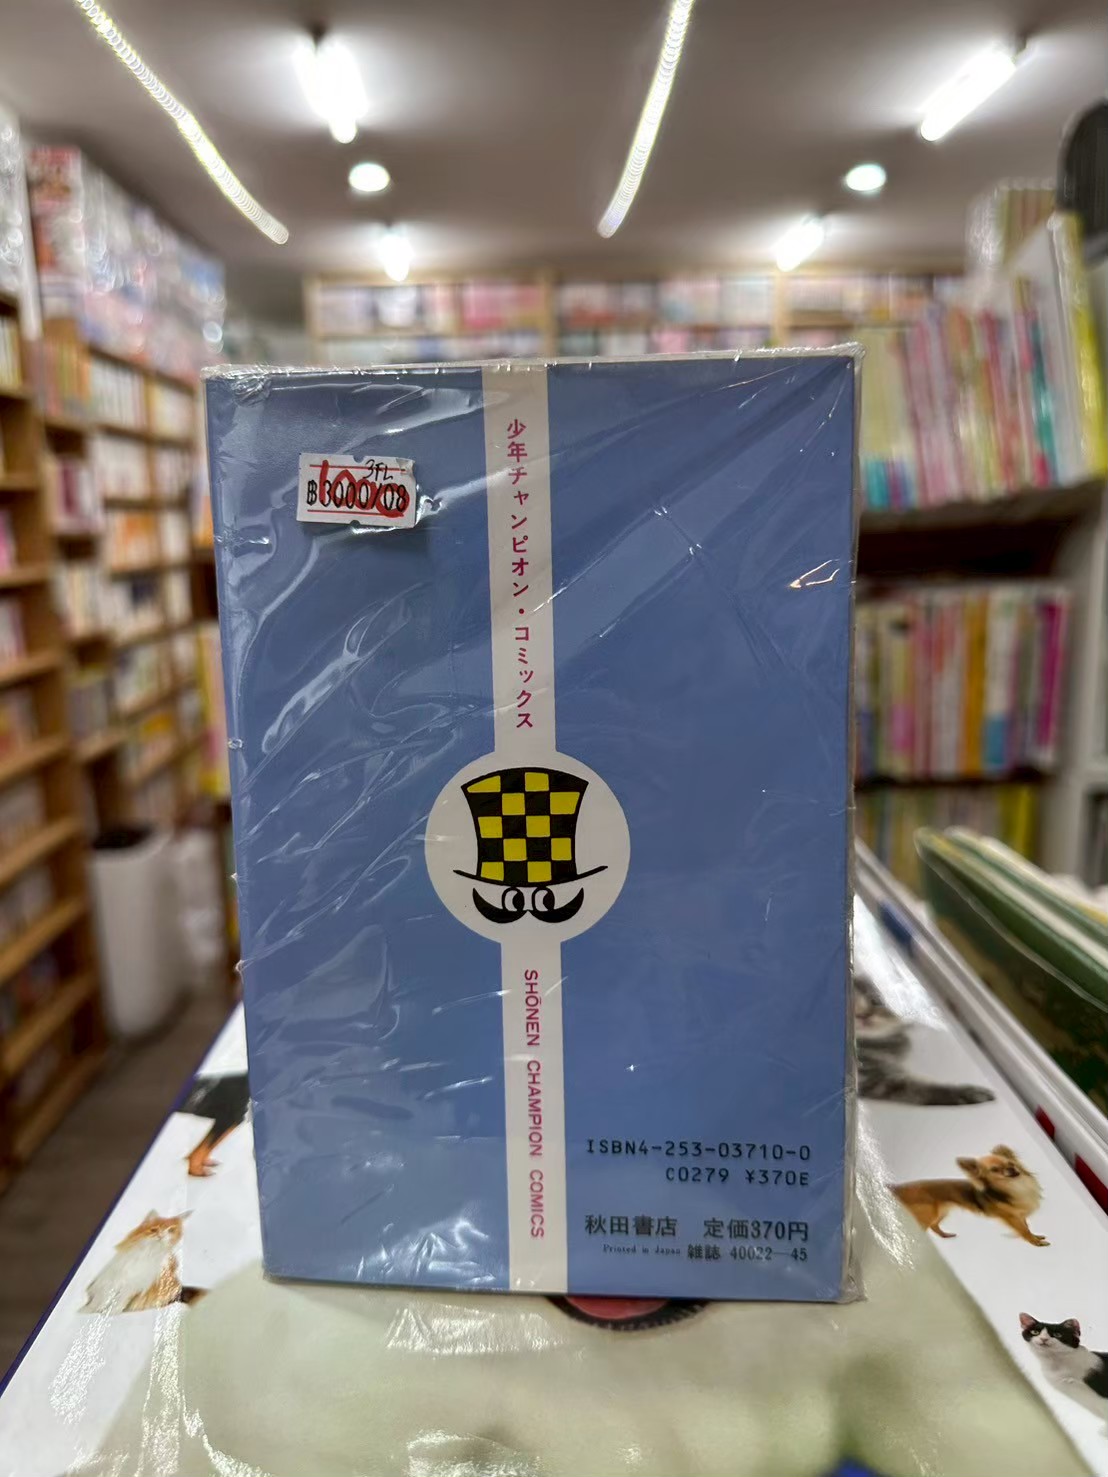 3FL
฿3000/08
少年チャンピオン・コミックス
SHŌNEN CHAMPION COMICS
ISBN4-253-03710-0
C0279 ¥370E
秋田書店 定価370円
Printed in Japan 雑誌 40022-45